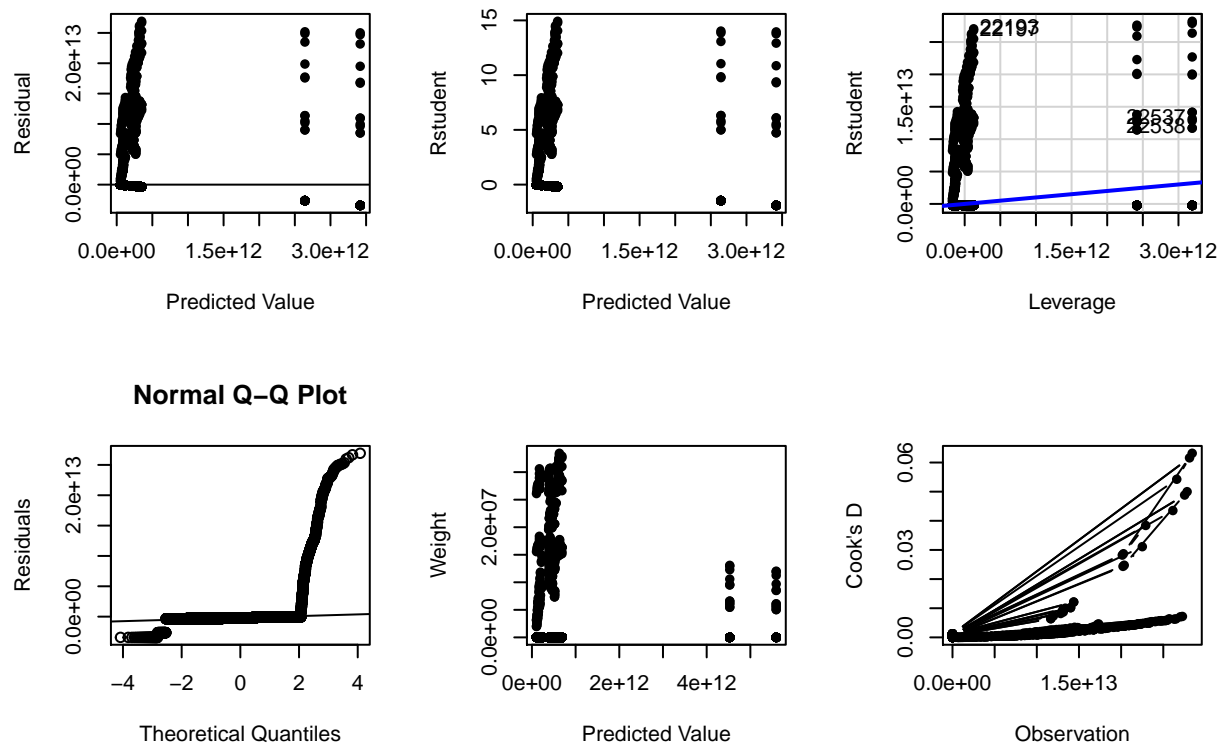 Residual
0.0e+00 2.0e+13
0.0e+00 1.5e+12 3.0e+12
Predicted Value
Rstudent
0 5 10 15
0.0e+00 1.5e+12 3.0e+12
Predicted Value
Rstudent
0.0e+00 1.5e+13
22193
22537
22538
0.0e+00 1.5e+12 3.0e+12
Leverage
Normal Q−Q Plot
Residuals
0.0e+00 2.0e+13
−4 −2 0 2 4
Theoretical Quantiles
Weight
0.0e+00 2.0e+07
0e+00 2e+12 4e+12
Predicted Value
Cook's D
0.00 0.03 0.06
0.0e+00 1.5e+13
Observation